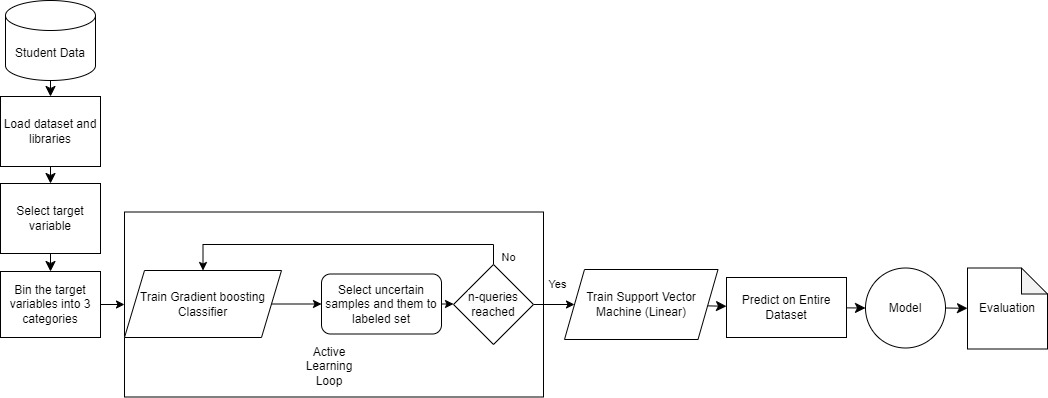 Student Data
Load dataset and
libraries
Select target
variable
Bin the target
variables into 3
categories
Train Gradient boosting
Classifier
Select uncertain
samples and them to
labeled set
n-queries
reached
No
Yes
Active
Learning
Loop
Train Support Vector
Machine (Linear)
Predict on Entire
Dataset
Model
Evaluation